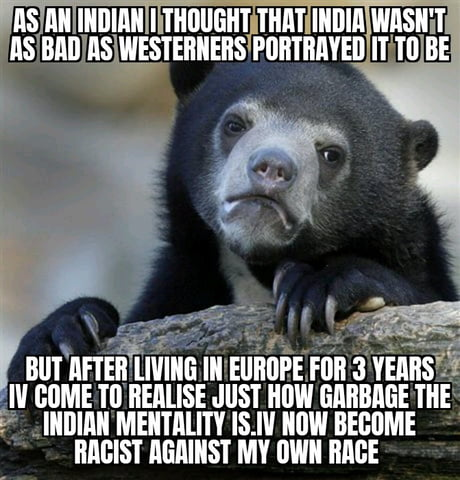 AS AN INDIAN I THOUGHT THAT INDIA WASN'T
AS BAD AS WESTERNERS PORTRAYED IT TO BE
BUT AFTER LIVING IN EUROPE FOR 3 YEARS
IV COME TO REALISE JUST HOW GARBAGE THE
INDIAN MENTALITY IS.IV NOW BECOME
RACIST AGAINST MY OWN RACE